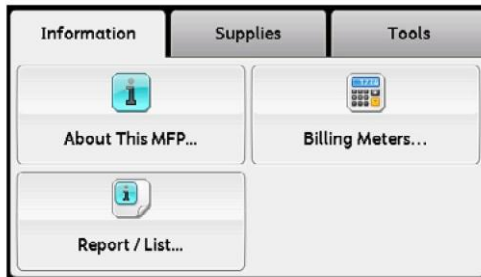 Information Supplies Tools
About This MFP... Billing Meters...
Report / List...